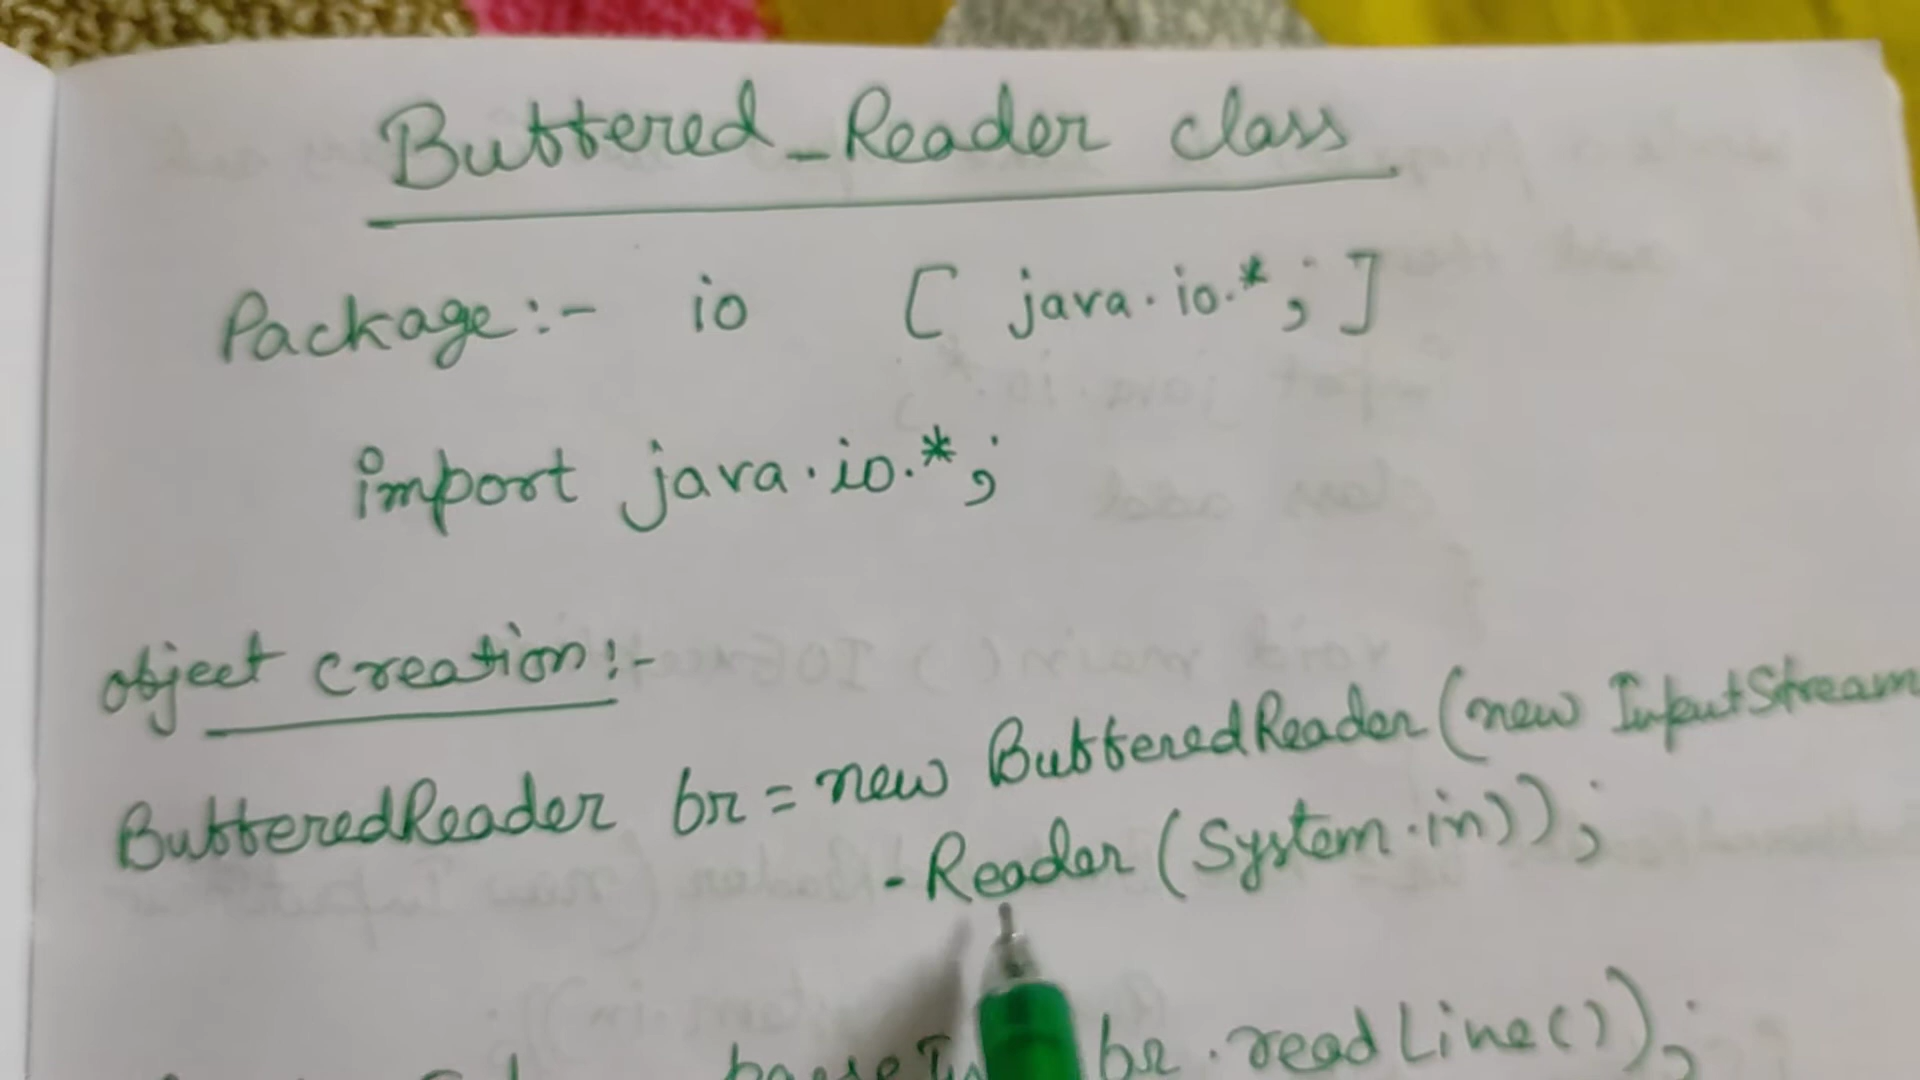 Buffered_Reader class
Package:- io [ java.io.*; ]
import java.io.*;
object creation:-
BufferedReader br = new BufferedReader(new InputStream
-Reader (System.in));
br.readLine());